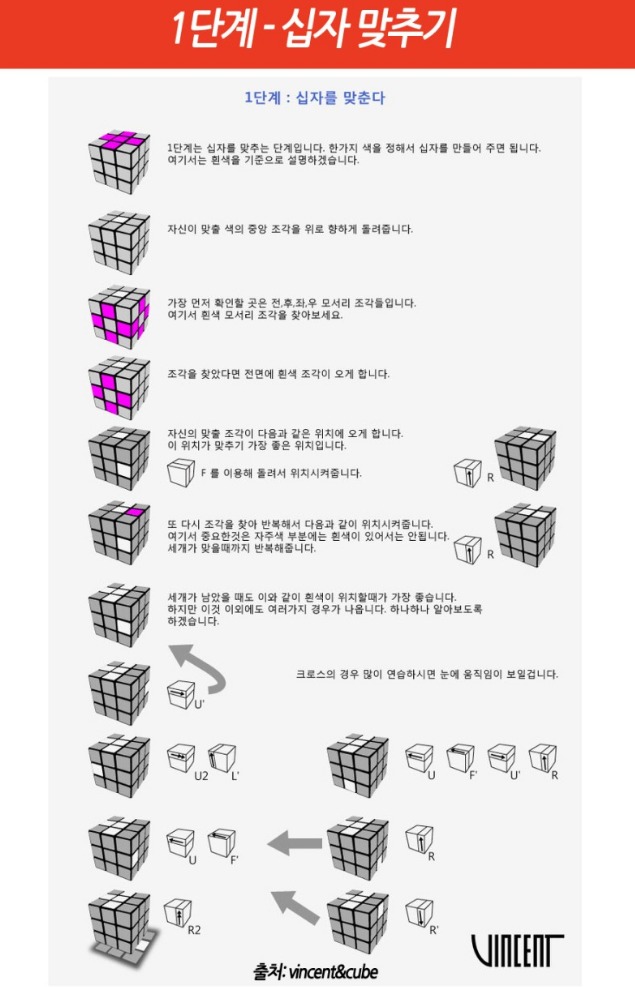 1단계 - 십자 맞추기
1단계 : 십자를 맞춘다
1단계는 십자를 맞추는 단계입니다. 한가지 색을 정해서 십자를 만들어 주면 됩니다.
여기서는 흰색을 기준으로 설명하겠습니다.
자신이 맞출 색의 중앙 조각을 위로 향하게 돌려줍니다.
가장 먼저 확인할 곳은 전,후,좌,우 모서리 조각들입니다.
여기서 흰색 모서리 조각을 찾아보세요.
조각을 찾았다면 전면에 흰색 조각이 오게 합니다.
자신의 맞출 조각이 다음과 같은 위치에 오게 합니다.
이 위치가 맞추기 가장 좋은 위치입니다.
F 를 이용해 돌려서 위치시켜줍니다.
R
또 다시 조각을 찾아 반복해서 다음과 같이 위치시켜줍니다.
여기서 중요한것은 자주색 부분에는 흰색이 있어서는 안됩니다.
세개가 맞을때까지 반복해줍니다.
R
세개가 남았을 때도 이와 같이 흰색이 위치할때가 가장 좋습니다.
하지만 이것 이외에도 여러가지 경우가 나옵니다. 하나하나 알아보도록
하겠습니다.
크로스의 경우 많이 연습하시면 눈에 움직임이 보일겁니다.
U'
U2 L'
U F' U' R
U F'
R
R2
R'
VINCENT
출처: vincent&cube